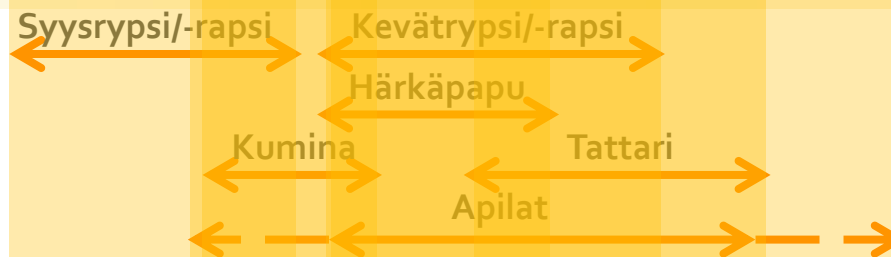 Syysrypsi/-rapsi Kevätrypsi/-rapsi
Härkäpapu
Kumina Tattari
Apilat